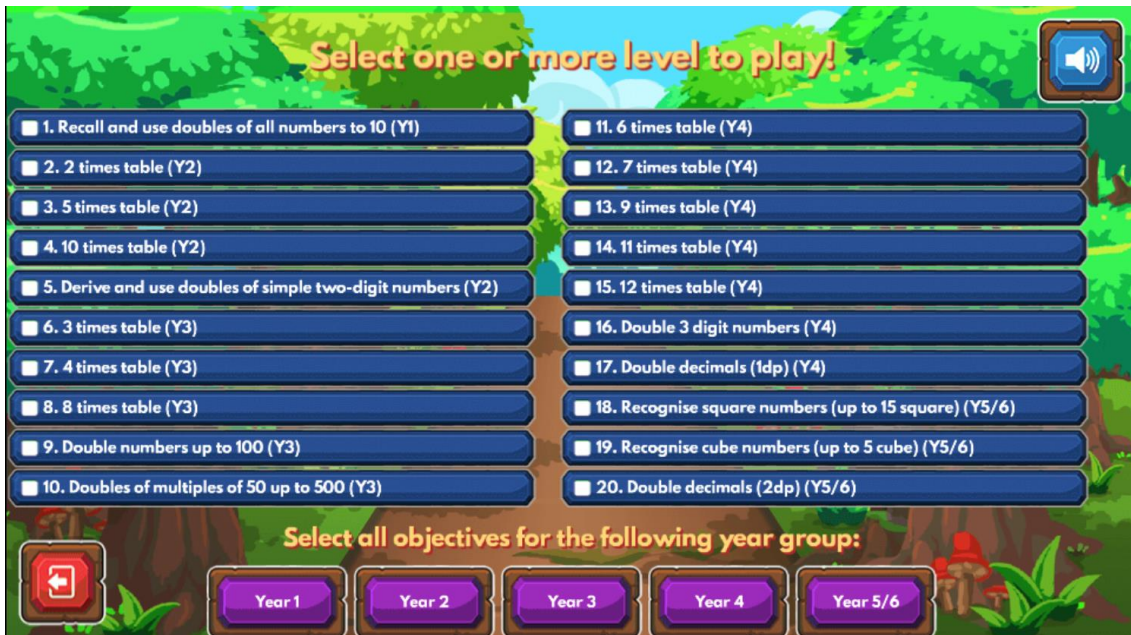 Select one or more level to play!
1. Recall and use doubles of all numbers to 10 (Y1)
2. 2 times table (Y2)
3. 5 times table (Y2)
4. 10 times table (Y2)
5. Derive and use doubles of simple two-digit numbers (Y2)
6. 3 times table (Y3)
7. 4 times table (Y3)
8. 8 times table (Y3)
9. Double numbers up to 100 (Y3)
10. Doubles of multiples of 50 up to 500 (Y3)
11. 6 times table (Y4)
12. 7 times table (Y4)
13. 9 times table (Y4)
14. 11 times table (Y4)
15. 12 times table (Y4)
16. Double 3 digit numbers (Y4)
17. Double decimals (1dp) (Y4)
18. Recognise square numbers (up to 15 square) (Y5/6)
19. Recognise cube numbers (up to 5 cube) (Y5/6)
20. Double decimals (2dp) (Y5/6)
Select all objectives for the following year group:
Year 1
Year 2
Year 3
Year 4
Year 5/6